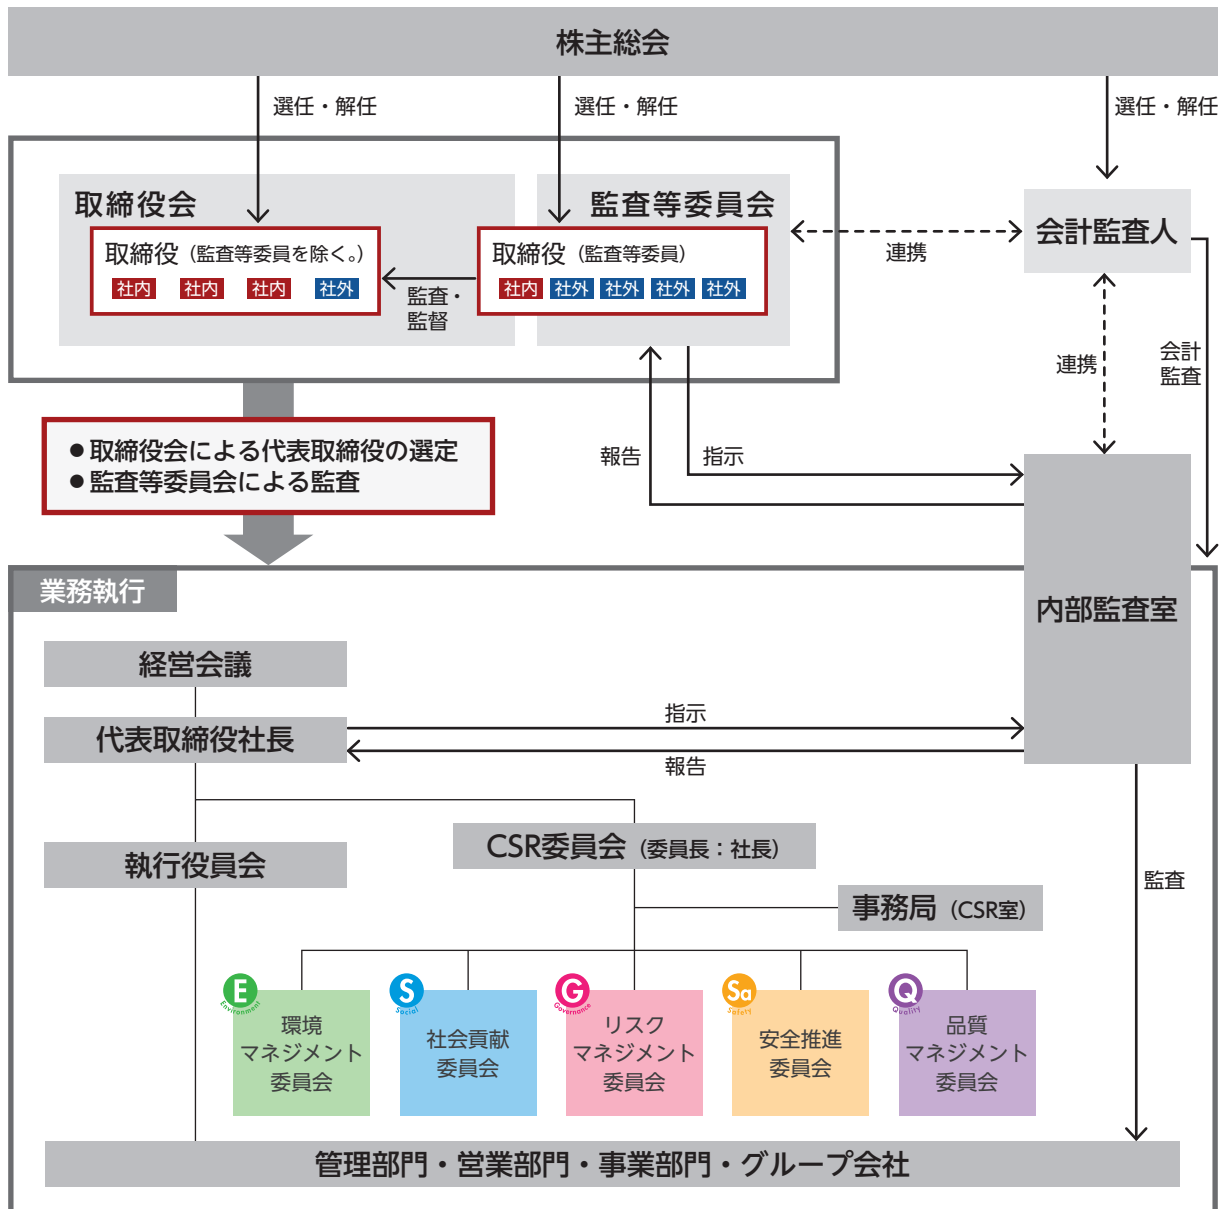 株主総会
選任・解任
選任・解任
選任・解任
取締役会
監査等委員会
会計監査人
取締役（監査等委員を除く。）
社内 社内 社内 社外
取締役（監査等委員）
社内 社外 社外 社外 社外
監査・
監督
連携
連携
会計
監査
●取締役会による代表取締役の選定
●監査等委員会による監査
報告
指示
業務執行
内部監査室
経営会議
代表取締役社長
指示
報告
執行役員会
CSR委員会（委員長：社長）
監査
事務局（CSR室）
E
Environment
環境
マネジメント
委員会
S
Social
社会貢献
委員会
G
Governance
リスク
マネジメント
委員会
Sa
Safety
安全推進
委員会
Q
Quality
品質
マネジメント
委員会
管理部門・営業部門・事業部門・グループ会社